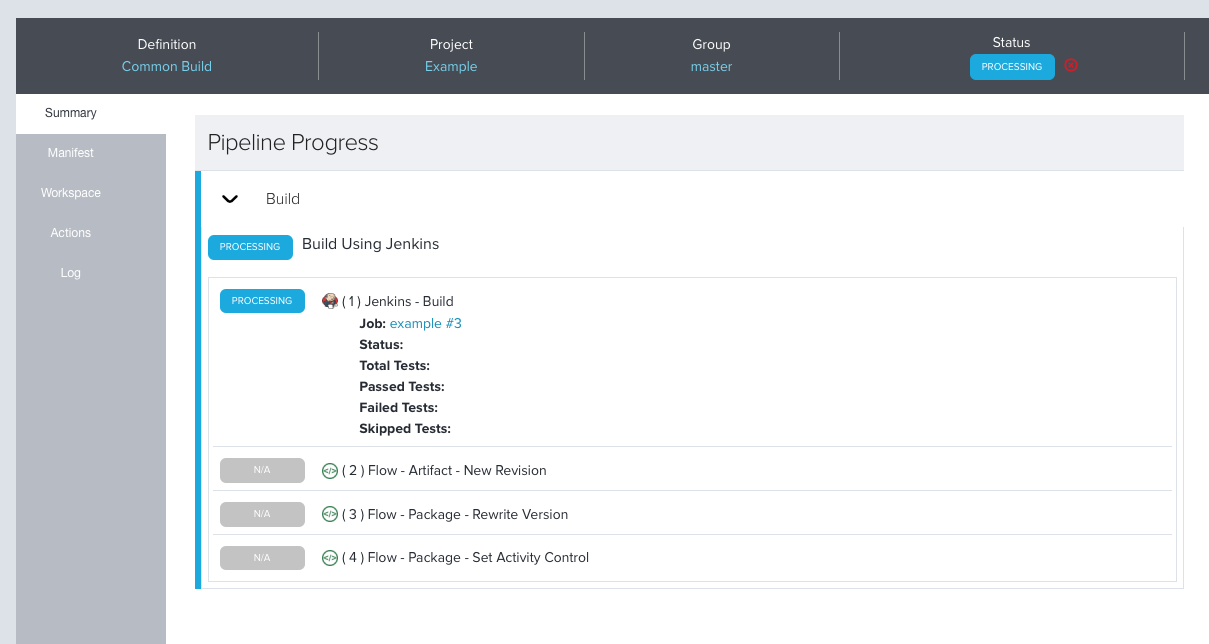 Definition
Common Build
Project
Example
Group
master
Status
PROCESSING
Summary
Manifest
Workspace
Actions
Log
Pipeline Progress
Build
PROCESSING Build Using Jenkins
PROCESSING ( 1 ) Jenkins - Build
Job: example #3
Status:
Total Tests:
Passed Tests:
Failed Tests:
Skipped Tests:
N/A </> ( 2 ) Flow - Artifact - New Revision
N/A </> ( 3 ) Flow - Package - Rewrite Version
N/A </> ( 4 ) Flow - Package - Set Activity Control